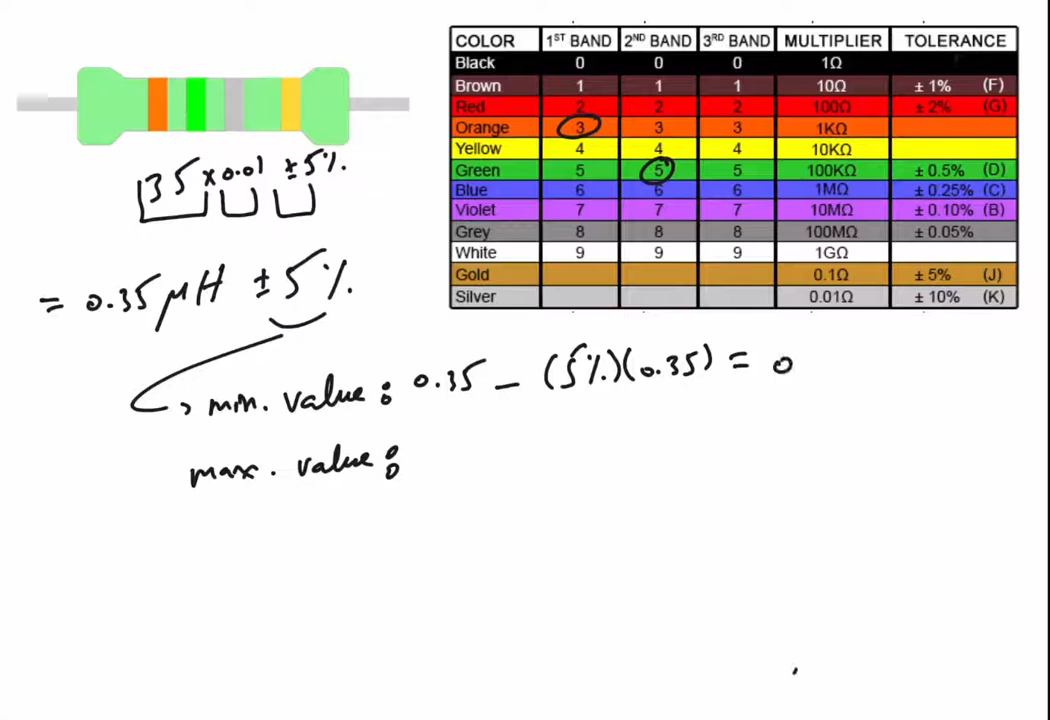 COLOR 1ST BAND 2ND BAND 3RD BAND MULTIPLIER TOLERANCE
Black 0 0 0 1Ω
Brown 1 1 1 10Ω ± 1% (F)
Red 2 2 2 100Ω ± 2% (G)
Orange 3 3 3 1KΩ
Yellow 4 4 4 10KΩ
Green 5 5 5 100KΩ ± 0.5% (D)
Blue 6 6 6 1MΩ ± 0.25% (C)
Violet 7 7 7 10MΩ ± 0.10% (B)
Grey 8 8 8 100MΩ ± 0.05%
White 9 9 9 1GΩ
Gold 0.1Ω ± 5% (J)
Silver 0.01Ω ± 10% (K)
35 x 0.01 ± 5%.
= 0.35 μH ± 5%.
min. value: 0.35 - (5%)(0.35) = 0
max. value: